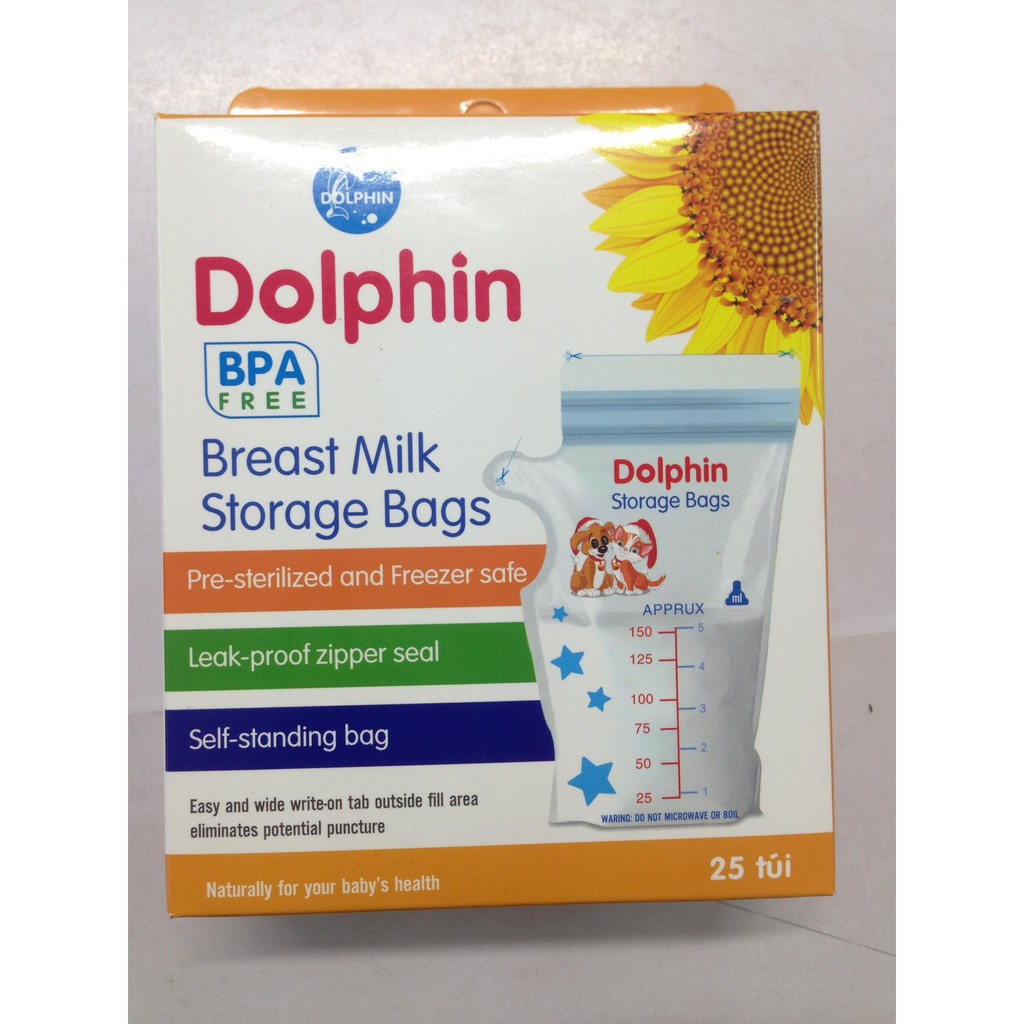 DOLPHIN
Dolphin
BPA
FREE
Breast Milk
Storage Bags
Pre-sterilized and Freezer safe
Leak-proof zipper seal
Self-standing bag
Easy and wide write-on tab outside fill area
eliminates potential puncture
Naturally for your baby's health
25 túi
Dolphin
Storage Bags
ml
APPRUX
150 5
125 4
100 3
75 2
50
25 1
WARING: DO NOT MICROWAVE OR BOIL